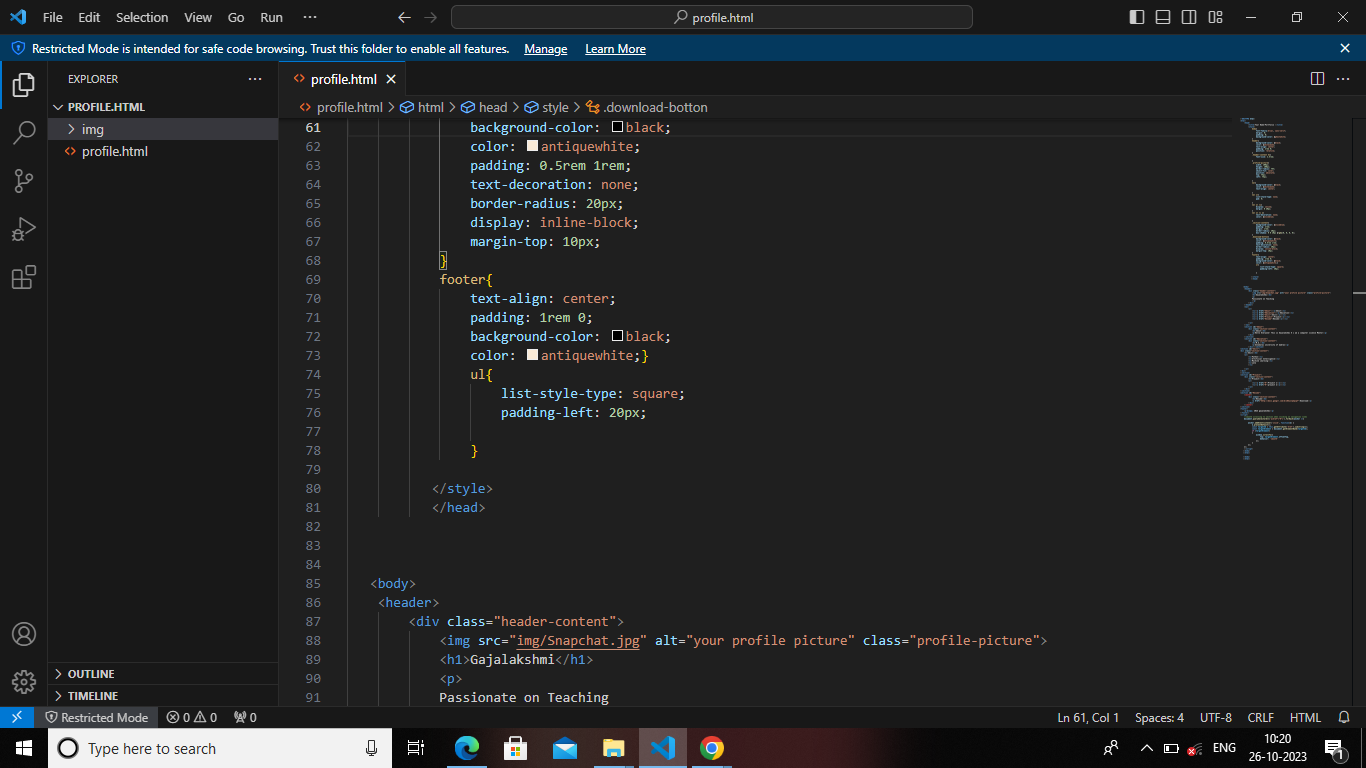 File Edit Selection View Go Run ··· profile.html
Restricted Mode is intended for safe code browsing. Trust this folder to enable all features. Manage Learn More
EXPLORER
PROFILE.HTML
img
profile.html
OUTLINE
TIMELINE
profile.html
profile.html > html > head > style > .download-botton
61 background-color: black;
62 color: antiquewhite;
63 padding: 0.5rem 1rem;
64 text-decoration: none;
65 border-radius: 20px;
66 display: inline-block;
67 margin-top: 10px;
68 }
69 footer{
70 text-align: center;
71 padding: 1rem 0;
72 background-color: black;
73 color: antiquewhite;}
74 ul{
75 list-style-type: square;
76 padding-left: 20px;
77
78 }
79
80 </style>
81 </head>
82
83
84
85 <body>
86 <header>
87 <div class="header-content">
88 <img src="img/Snapchat.jpg" alt="your profile picture" class="profile-picture">
89 <h1>Gajalakshmi</h1>
90 <p>
91 Passionate on Teaching
Restricted Mode 0 0 0 Ln 61, Col 1 Spaces: 4 UTF-8 CRLF HTML
Type here to search
ENG
10:20
26-10-2023
1